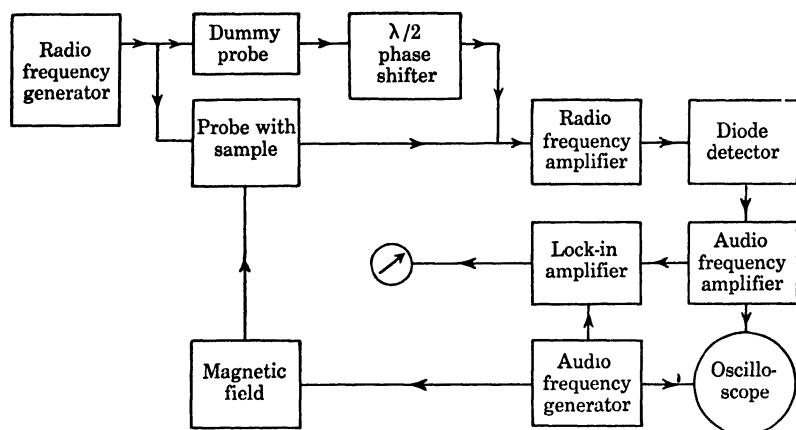 Radio
frequency
generator
Dummy
probe
λ/2
phase
shifter
Probe with
sample
Radio
frequency
amplifier
Diode
detector
Lock-in
amplifier
Audio
frequency
amplifier
Magnetic
field
Audio
frequency
generator
Oscillo-
scope